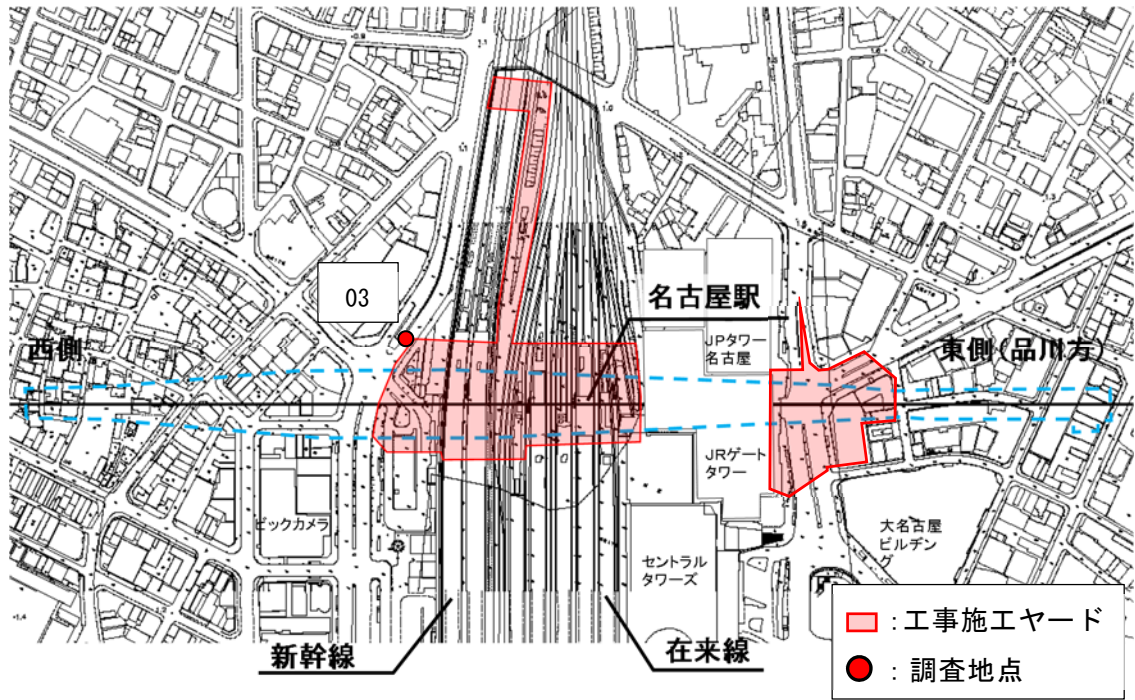 03
名古屋駅
西側
JPタワー
名古屋
東側(品川方)
JRゲート
タワー
ビックカメラ
大名古屋
ビルデン
グ
セントラル
タワーズ
新幹線
在来線
：工事施工ヤード
：調査地点